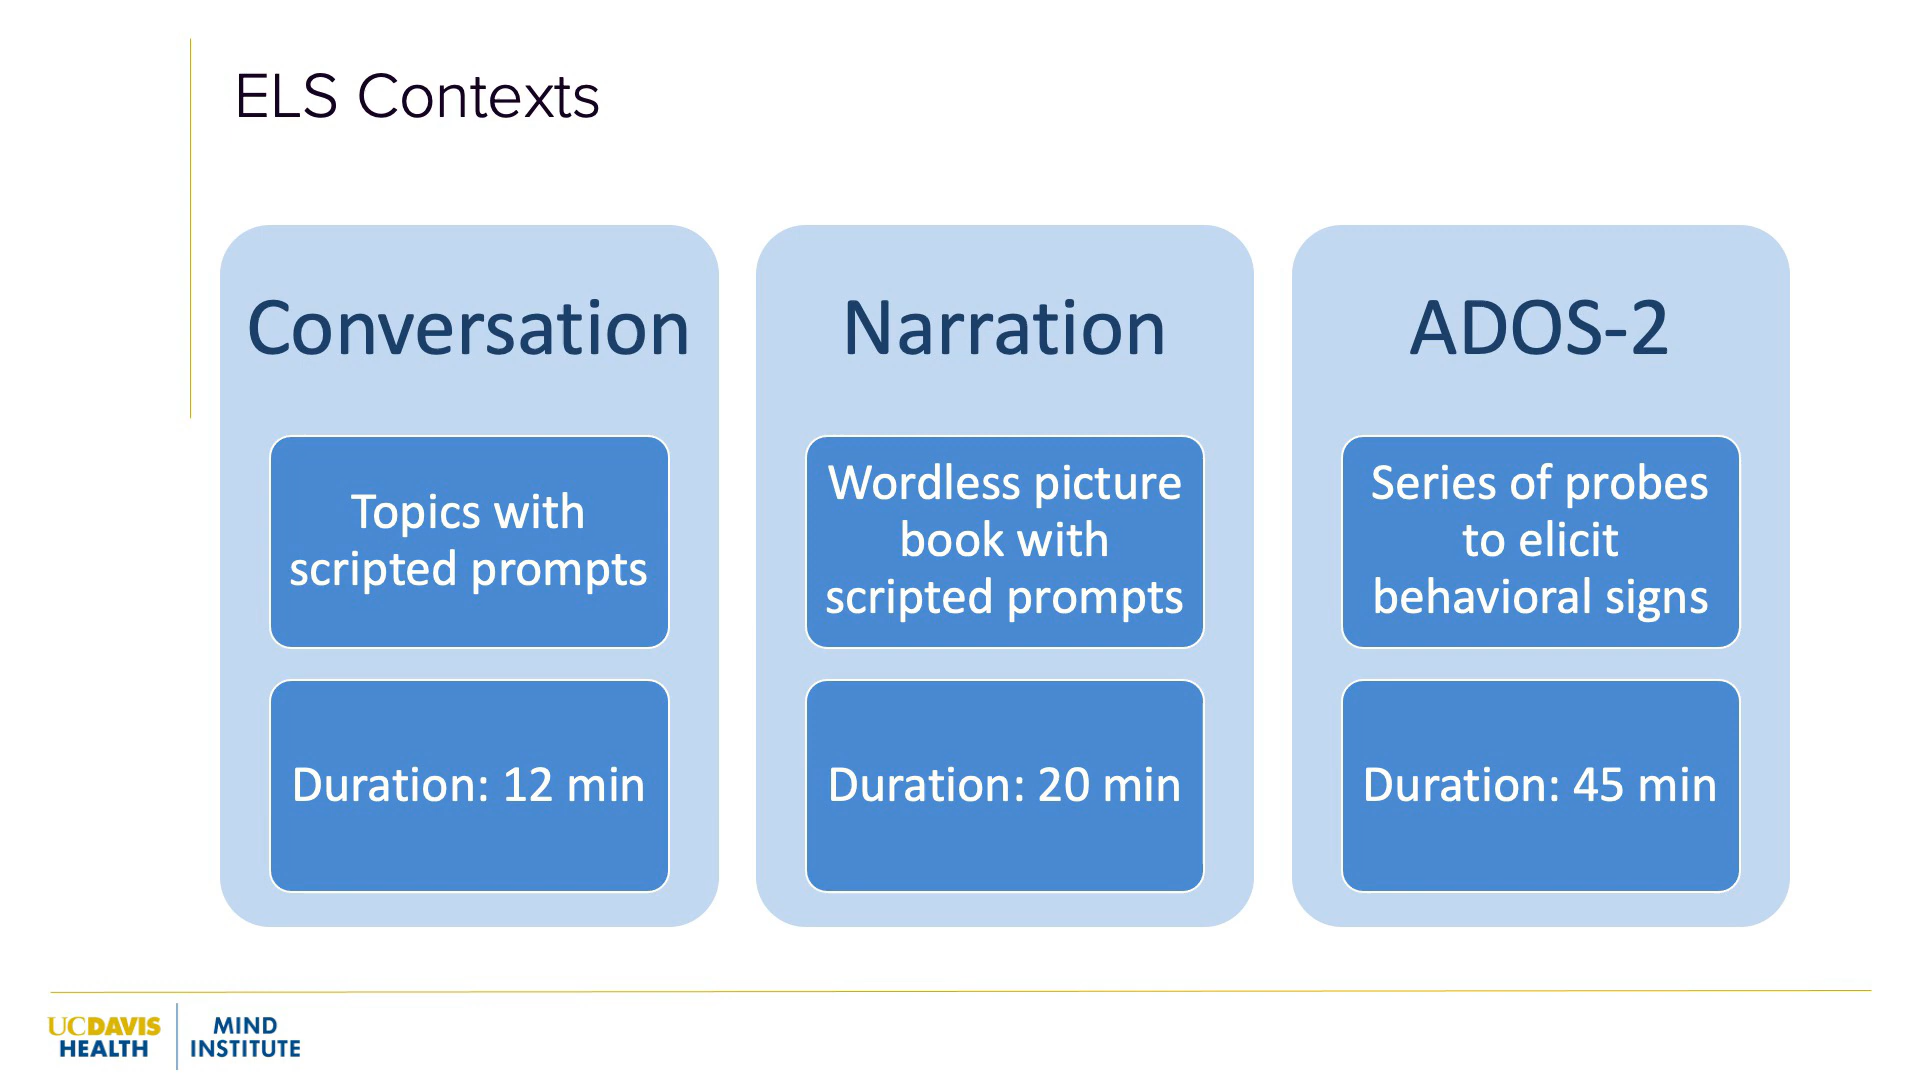 ELS Contexts
Conversation
Topics with
scripted prompts
Duration: 12 min
Narration
Wordless picture
book with
scripted prompts
Duration: 20 min
ADOS-2
Series of probes
to elicit
behavioral signs
Duration: 45 min
UCDAVIS
HEALTH
MIND
INSTITUTE